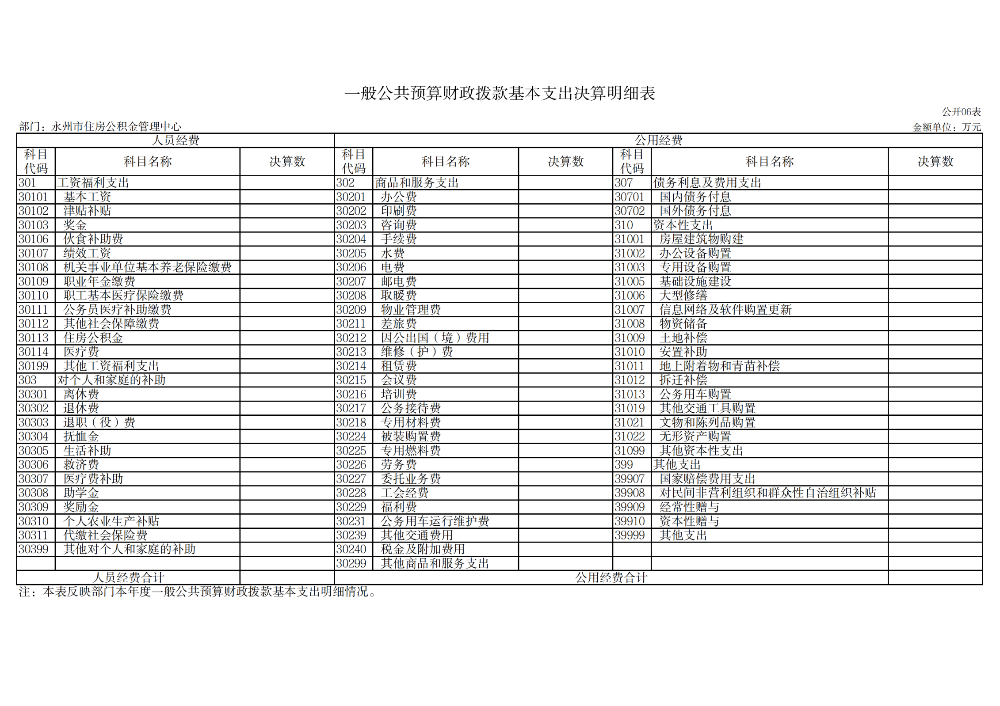 一般公共预算财政拨款基本支出决算明细表
公开06表
部门：永州市住房公积金管理中心 金额单位：万元
人员经费 公用经费
科目代码 科目名称 决算数 科目代码 科目名称 决算数 科目代码 科目名称 决算数
301 工资福利支出 302 商品和服务支出 307 债务利息及费用支出
30101 基本工资 30201 办公费 30701 国内债务付息
30102 津贴补贴 30202 印刷费 30702 国外债务付息
30103 奖金 30203 咨询费 310 资本性支出
30106 伙食补助费 30204 手续费 31001 房屋建筑物购建
30107 绩效工资 30205 水费 31002 办公设备购置
30108 机关事业单位基本养老保险缴费 30206 电费 31003 专用设备购置
30109 职业年金缴费 30207 邮电费 31005 基础设施建设
30110 职工基本医疗保险缴费 30208 取暖费 31006 大型修缮
30111 公务员医疗补助缴费 30209 物业管理费 31007 信息网络及软件购置更新
30112 其他社会保障缴费 30211 差旅费 31008 物资储备
30113 住房公积金 30212 因公出国（境）费用 31009 土地补偿
30114 医疗费 30213 维修（护）费 31010 安置补助
30199 其他工资福利支出 30214 租赁费 31011 地上附着物和青苗补偿
303 对个人和家庭的补助 30215 会议费 31012 拆迁补偿
30301 离休费 30216 培训费 31013 公务用车购置
30302 退休费 30217 公务接待费 31019 其他交通工具购置
30303 退职（役）费 30218 专用材料费 31021 文物和陈列品购置
30304 抚恤金 30224 被装购置费 31022 无形资产购置
30305 生活补助 30225 专用燃料费 31099 其他资本性支出
30306 救济费 30226 劳务费 399 其他支出
30307 医疗费补助 30227 委托业务费 39907 国家赔偿费用支出
30308 助学金 30228 工会经费 39908 对民间非营利组织和群众性自治组织补贴
30309 奖励金 30229 福利费 39909 经常性赠与
30310 个人农业生产补贴 30231 公务用车运行维护费 39910 资本性赠与
30311 代缴社会保险费 30239 其他交通费用 39999 其他支出
30399 其他对个人和家庭的补助 30240 税金及附加费用
30299 其他商品和服务支出
人员经费合计 公用经费合计
注：本表反映部门本年度一般公共预算财政拨款基本支出明细情况。